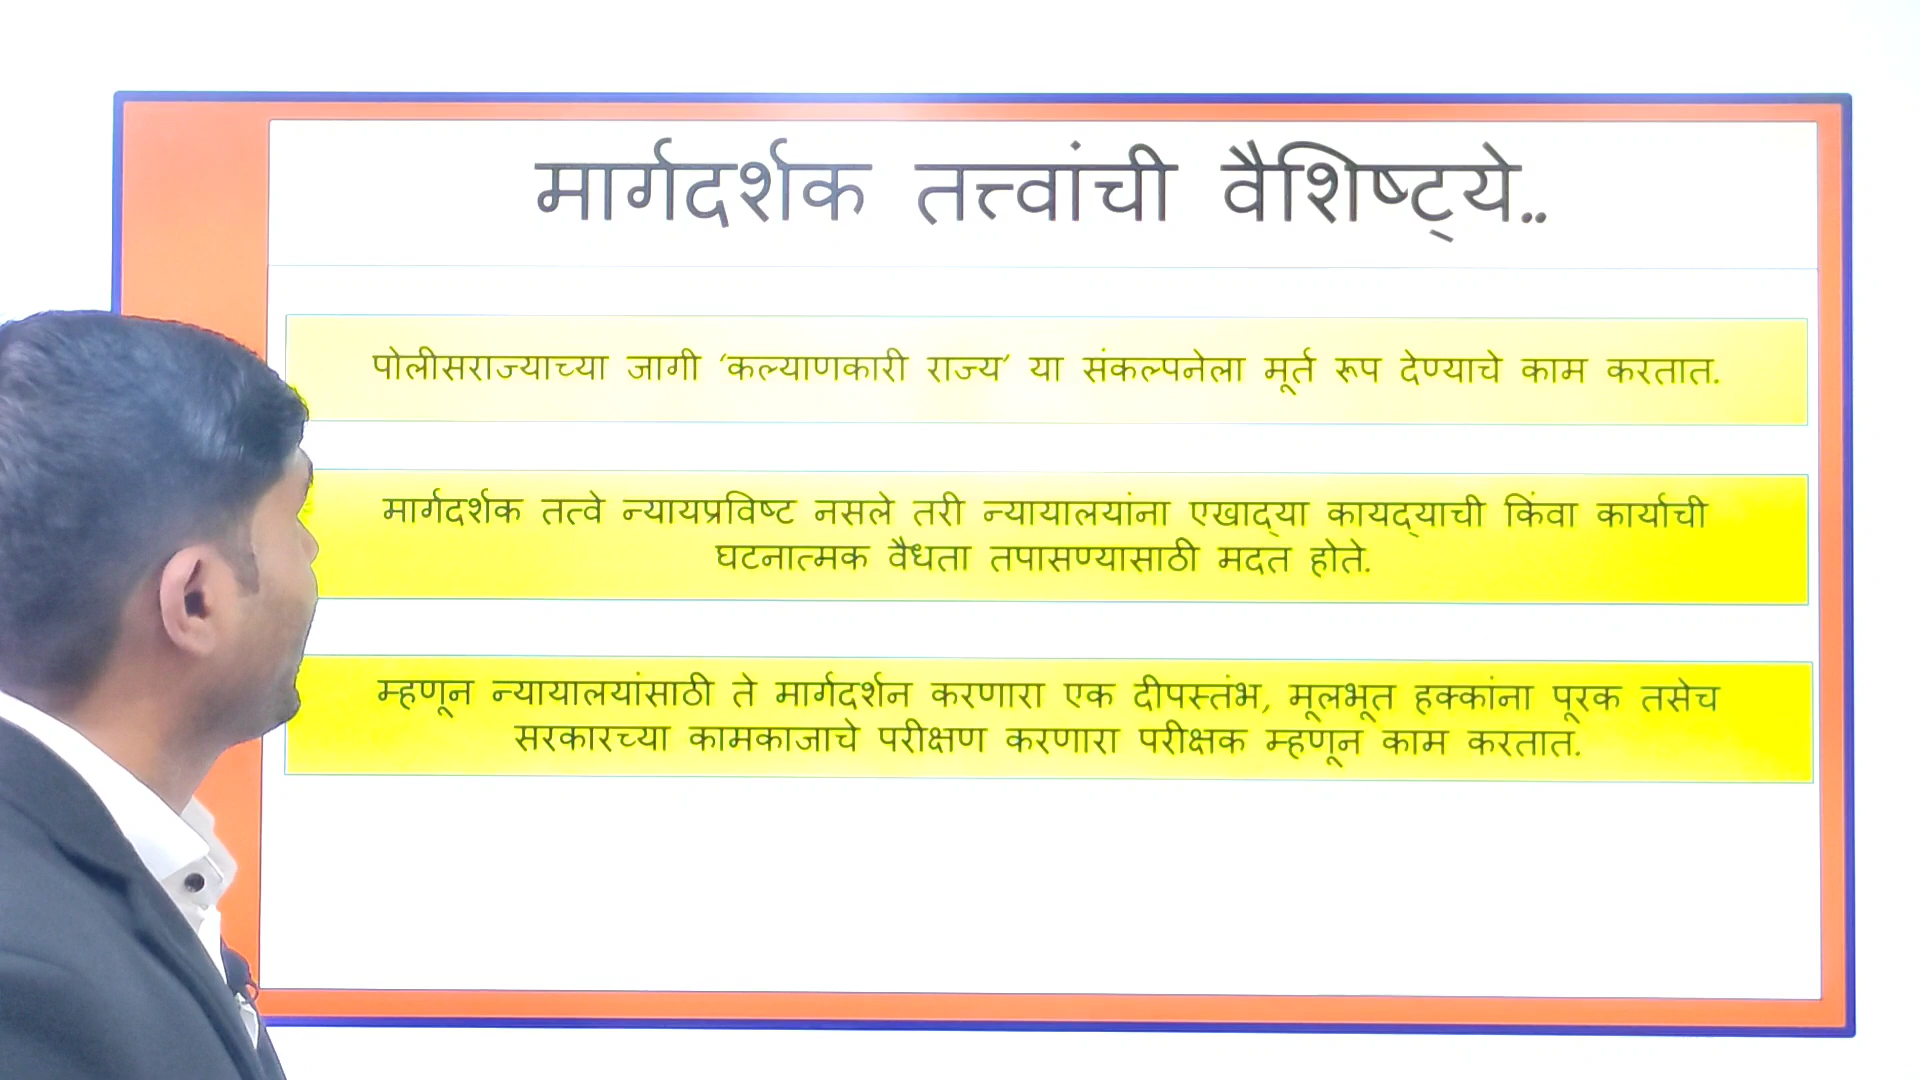 मार्गदर्शक तत्त्वांची वैशिष्ट्ये..
पोलीसराज्याच्या जागी ‘कल्याणकारी राज्य’ या संकल्पनेला मूर्त रूप देण्याचे काम करतात.
मार्गदर्शक तत्वे न्यायप्रविष्ट नसले तरी न्यायालयांना एखाद्‌या कायद्‌याची किंवा कार्याची
घटनात्मक वैधता तपासण्यासाठी मदत होते.
म्हणून न्यायालयांसाठी ते मार्गदर्शन करणारा एक दीपस्तंभ, मूलभूत हक्कांना पूरक तसेच
सरकारच्या कामकाजाचे परीक्षण करणारा परीक्षक म्हणून काम करतात.